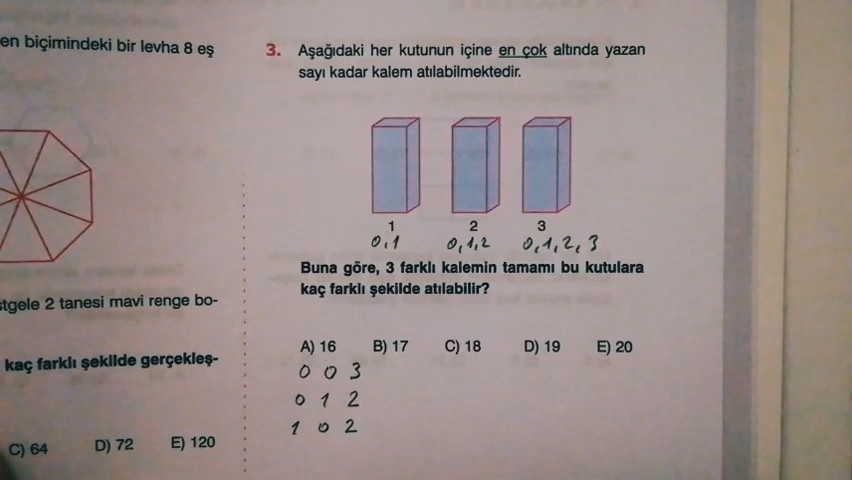 en biçimindeki bir levha 8 eş
stgele 2 tanesi mavi renge bo-
kaç farklı şekilde gerçekleş-
C) 64 D) 72 E) 120
3. Aşağıdaki her kutunun içine en çok altında yazan
sayı kadar kalem atılabilmektedir.
1 2 3
0,1 0,1,2 0,1,2,3
Buna göre, 3 farklı kalemin tamamı bu kutulara
kaç farklı şekilde atılabilir?
A) 16 B) 17 C) 18 D) 19 E) 20
0 0 3
0 1 2
1 0 2